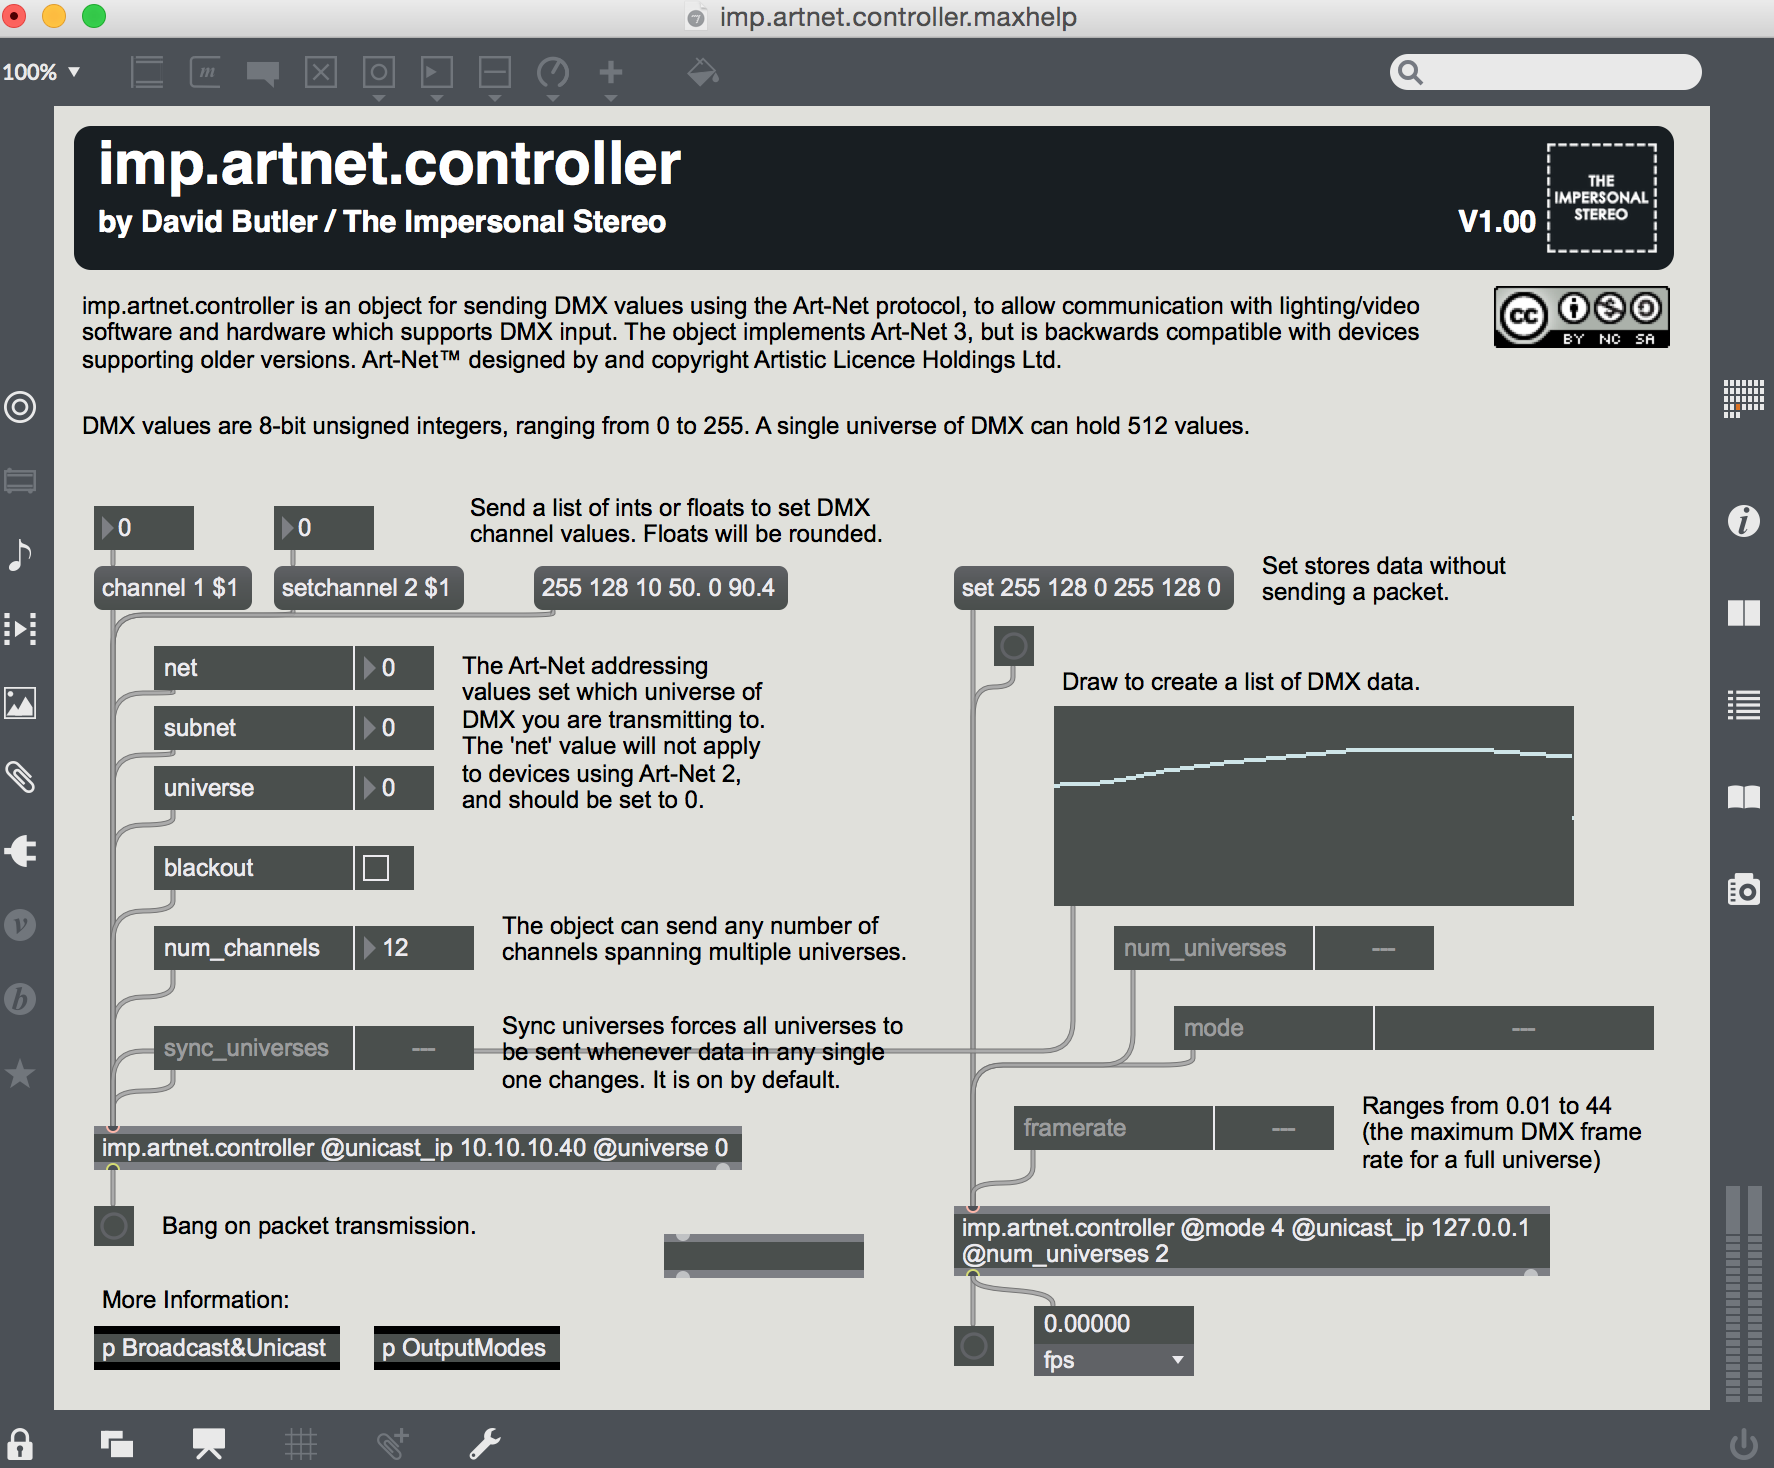 imp.artnet.controller.maxhelp
100%
imp.artnet.controller
by David Butler / The Impersonal Stereo
V1.00
THE
IMPERSONAL
STEREO
imp.artnet.controller is an object for sending DMX values using the Art-Net protocol, to allow communication with lighting/video
software and hardware which supports DMX input. The object implements Art-Net 3, but is backwards compatible with devices
supporting older versions. Art-Net™ designed by and copyright Artistic Licence Holdings Ltd.
cc
BY NC SA
DMX values are 8-bit unsigned integers, ranging from 0 to 255. A single universe of DMX can hold 512 values.
0
0
Send a list of ints or floats to set DMX
channel values. Floats will be rounded.
channel 1 $1
setchannel 2 $1
255 128 10 50. 0 90.4
set 255 128 0 255 128 0
Set stores data without
sending a packet.
net 0
subnet 0
universe 0
The Art-Net addressing
values set which universe of
DMX you are transmitting to.
The 'net' value will not apply
to devices using Art-Net 2,
and should be set to 0.
Draw to create a list of DMX data.
blackout
num_channels 12
The object can send any number of
channels spanning multiple universes.
num_universes ---
mode ---
sync_universes ---
Sync universes forces all universes to
be sent whenever data in any single
one changes. It is on by default.
framerate ---
Ranges from 0.01 to 44
(the maximum DMX frame
rate for a full universe)
imp.artnet.controller @unicast_ip 10.10.10.40 @universe 0
Bang on packet transmission.
imp.artnet.controller @mode 4 @unicast_ip 127.0.0.1
@num_universes 2
0.00000
fps
More Information:
p Broadcast&Unicast
p OutputModes